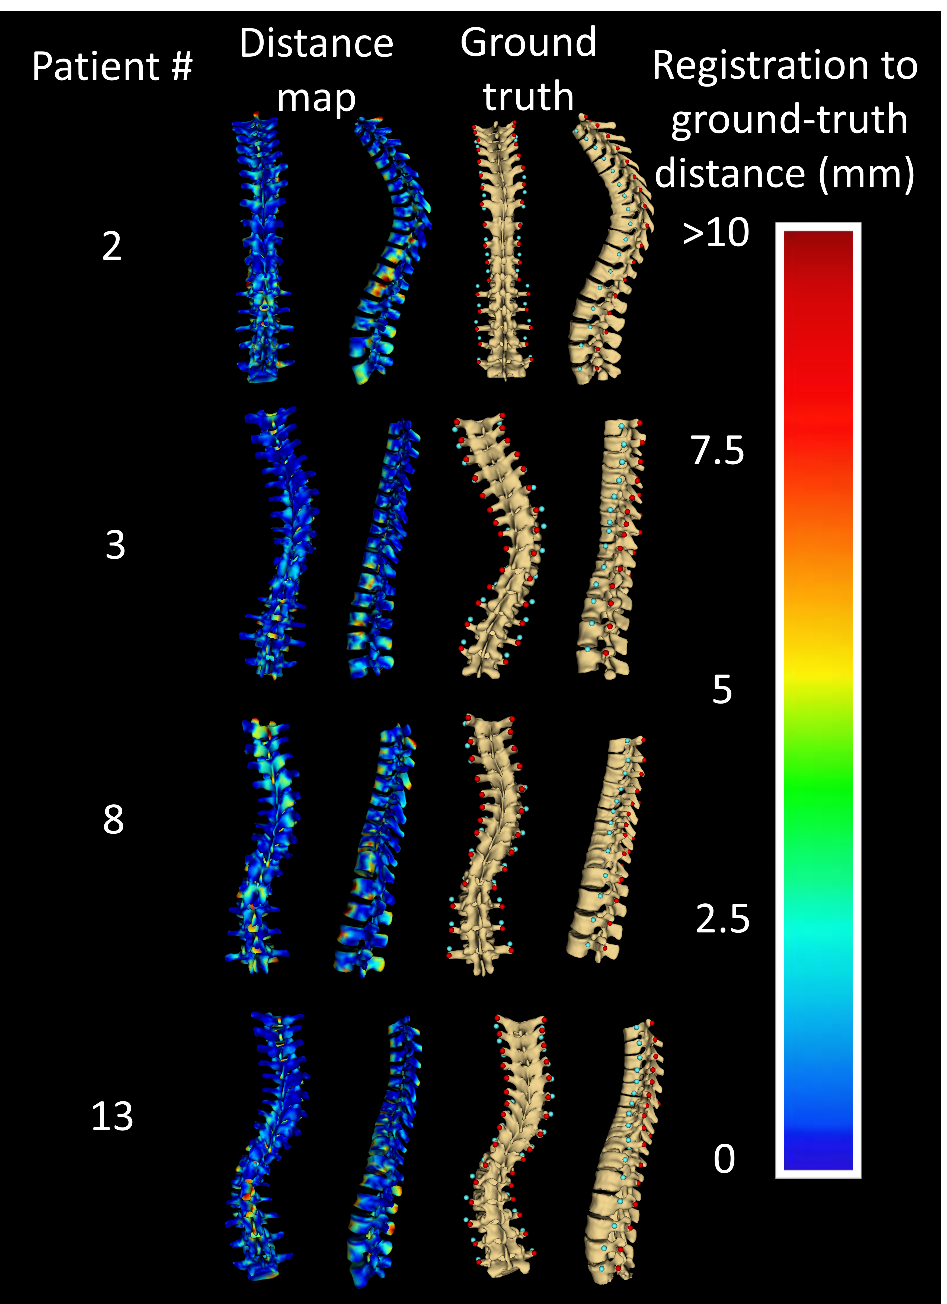 Patient #
Distance
map
Ground
truth
Registration to
ground-truth
distance (mm)
2
3
8
13
>10
7.5
5
2.5
0